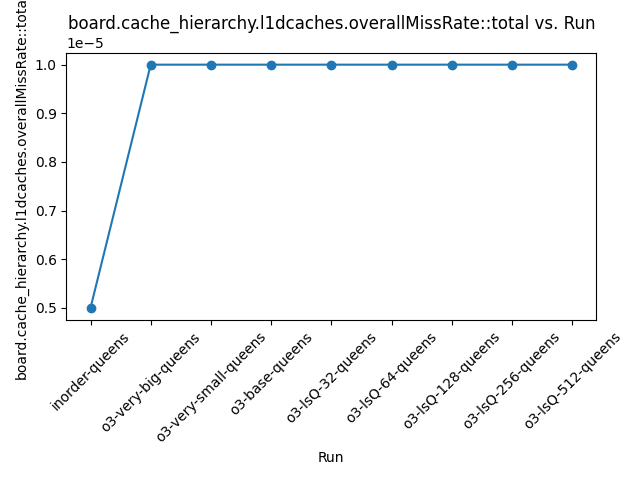 board.cache_hierarchy.l1dcaches.overallMissRate::total vs. Run
1e−5
1.0
0.9
0.8
0.7
0.6
0.5
board.cache_hierarchy.l1dcaches.overallMissRate::total
inorder-queens
o3-very-big-queens
o3-very-small-queens
o3-base-queens
o3-lsQ-32-queens
o3-lsQ-64-queens
o3-lsQ-128-queens
o3-lsQ-256-queens
o3-lsQ-512-queens
Run